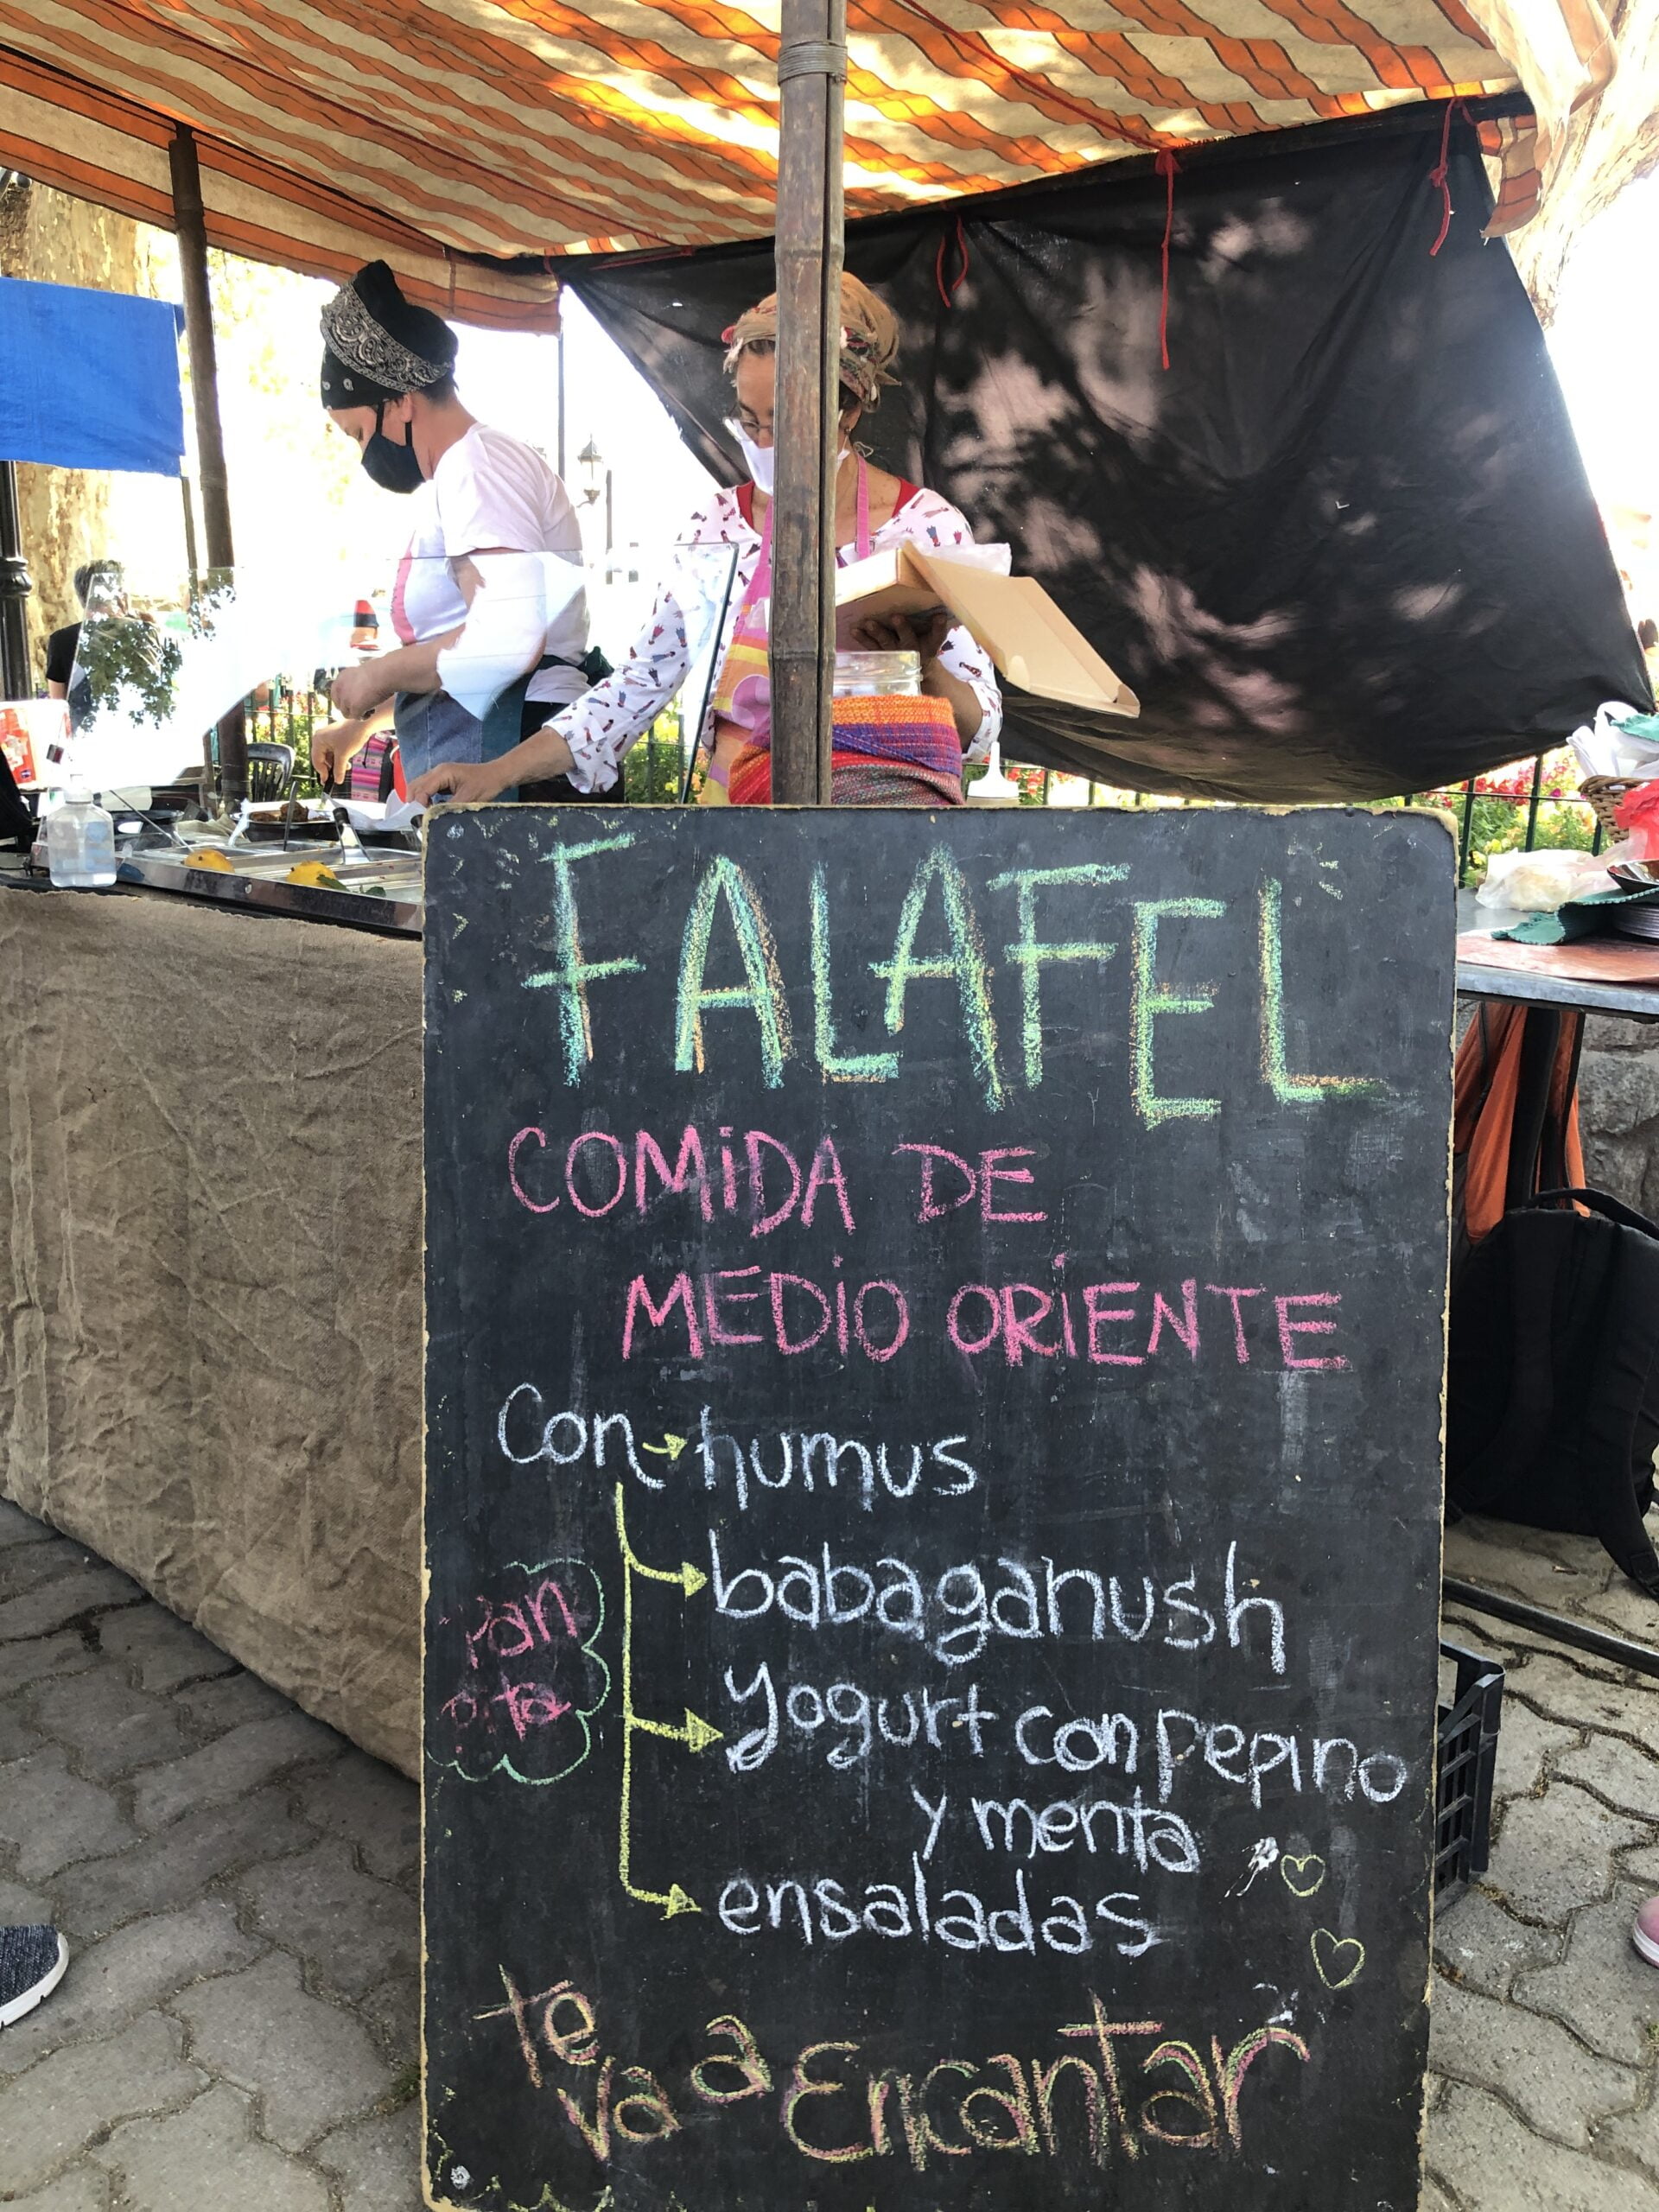 FALAFEL
COMiDA DE
MEDiO ORiENTE
Con → humus
→ babaganush
Pan
pita
→ yogurt con pepino
y menta
→ ensaladas
te
va a Encantar